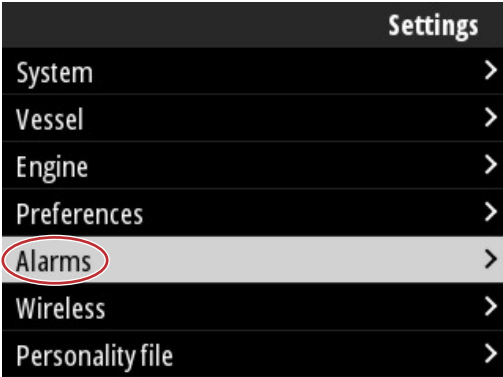 Settings
System
Vessel
Engine
Preferences
Alarms
Wireless
Personality file